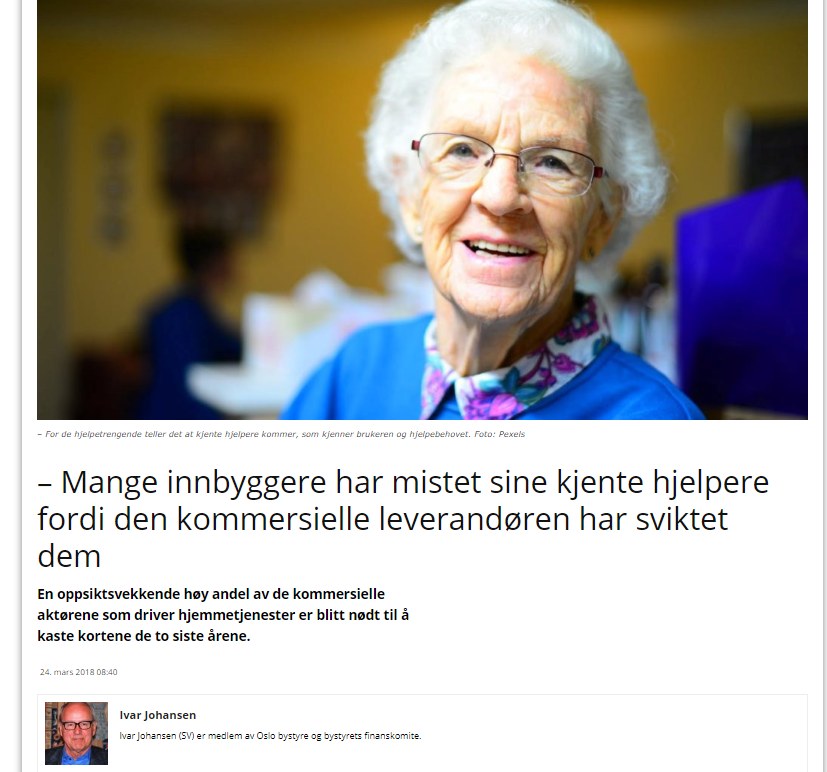 – For de hjelpetrengende teller det at kjente hjelpere kommer, som kjenner brukeren og hjelpebehovet. Foto: Pexels
– Mange innbyggere har mistet sine kjente hjelpere
fordi den kommersielle leverandøren har sviktet
dem
En oppsiktsvekkende høy andel av de kommersielle
aktørene som driver hjemmetjenester er blitt nødt til å
kaste kortene de to siste årene.
24. mars 2018 08:40
Ivar Johansen
Ivar Johansen (SV) er medlem av Oslo bystyre og bystyrets finanskomite.